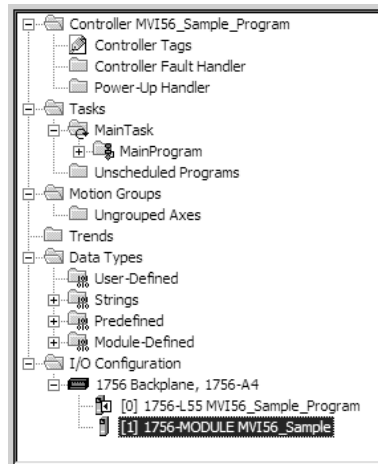 Controller MVI56_Sample_Program
Controller Tags
Controller Fault Handler
Power-Up Handler
Tasks
MainTask
MainProgram
Unscheduled Programs
Motion Groups
Ungrouped Axes
Trends
Data Types
User-Defined
Strings
Predefined
Module-Defined
I/O Configuration
1756 Backplane, 1756-A4
[0] 1756-L55 MVI56_Sample_Program
[1] 1756-MODULE MVI56_Sample